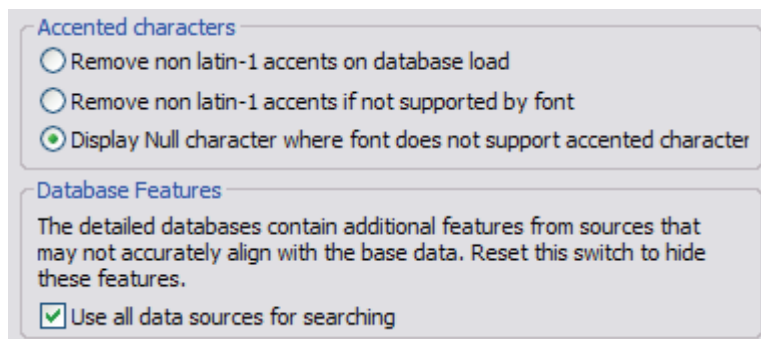 Accented characters
Remove non latin-1 accents on database load
Remove non latin-1 accents if not supported by font
Display Null character where font does not support accented character
Database Features
The detailed databases contain additional features from sources that
may not accurately align with the base data. Reset this switch to hide
these features.
Use all data sources for searching